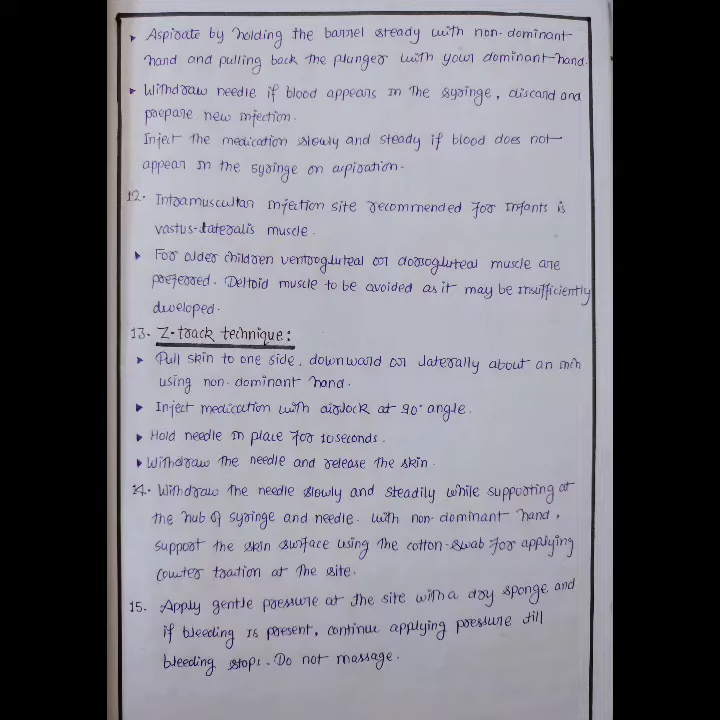 Aspirate by holding the barrel steady with non-dominant
hand and pulling back the plunger with your dominant hand.
Withdraw needle if blood appears in the syringe, discard and
prepare new injection.
Inject the medication slowly and steady if blood does not
appear in the syringe on aspiration.
12. Intramuscular injection site recommended for infants is
vastus-lateralis muscle.
For older children ventrogluteal or dorsogluteal muscle are
preferred. Deltoid muscle to be avoided as it may be insufficiently
developed.
13. Z-track technique:
Pull skin to one side, downward or laterally about an inch
using non-dominant hand.
Inject medication with airlock at 90° angle.
Hold needle in place for 10 seconds.
Withdraw the needle and release the skin.
14. Withdraw the needle slowly and steadily while supporting at
the hub of syringe and needle. with non-dominant hand,
support the skin surface using the cotton-swab for applying
counter traction at the site.
15. Apply gentle pressure at the site with a dry sponge and
if bleeding is present, continue applying pressure till
bleeding stops. Do not massage.